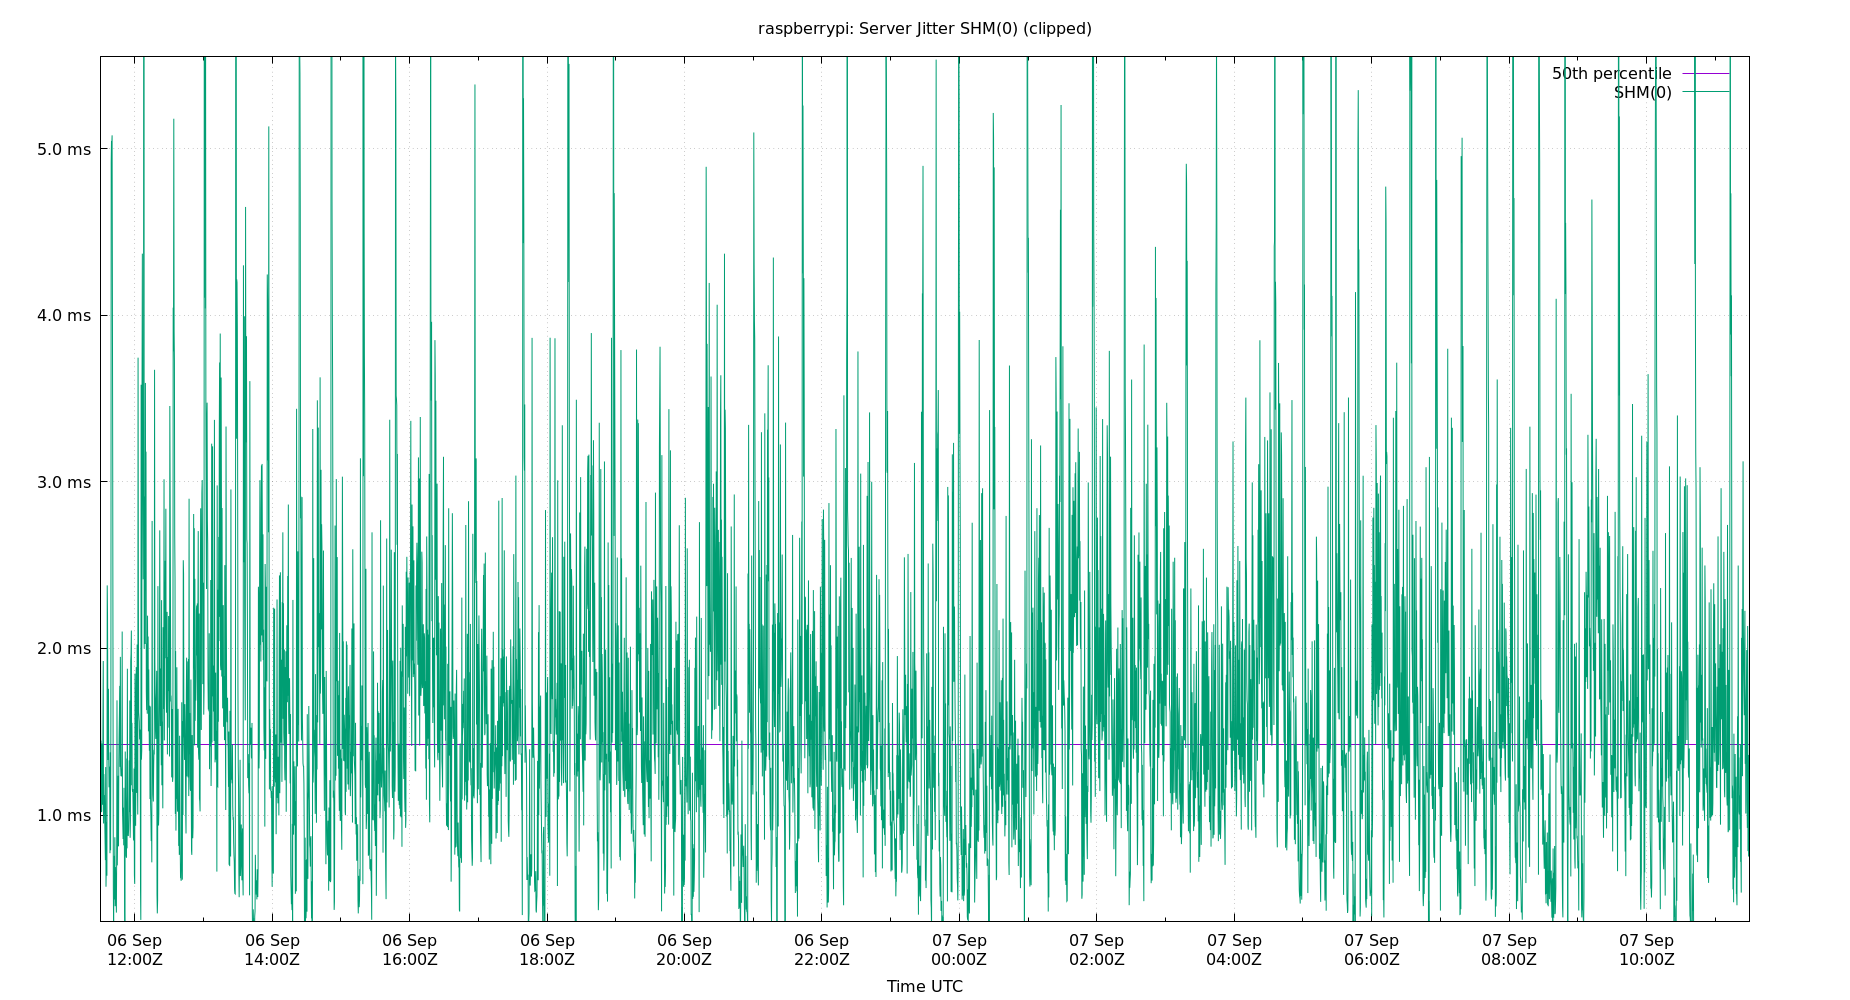 raspberrypi: Server Jitter SHM(0) (clipped)
50th percentile
SHM(0)
5.0 ms
4.0 ms
3.0 ms
2.0 ms
1.0 ms
06 Sep 06 Sep 06 Sep 06 Sep 06 Sep 06 Sep 07 Sep 07 Sep 07 Sep 07 Sep 07 Sep 07 Sep
12:00Z 14:00Z 16:00Z 18:00Z 20:00Z 22:00Z 00:00Z 02:00Z 04:00Z 06:00Z 08:00Z 10:00Z
Time UTC